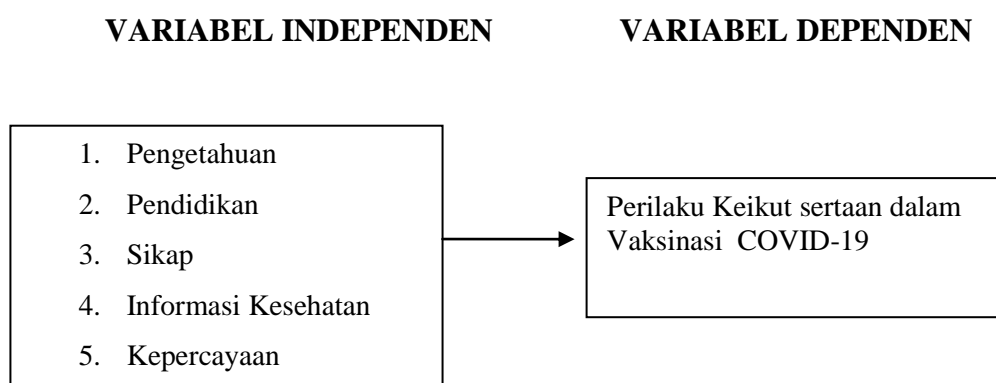 VARIABEL INDEPENDEN
VARIABEL DEPENDEN
1. Pengetahuan
2. Pendidikan
3. Sikap
4. Informasi Kesehatan
5. Kepercayaan
Perilaku Keikut sertaan dalam
Vaksinasi COVID-19